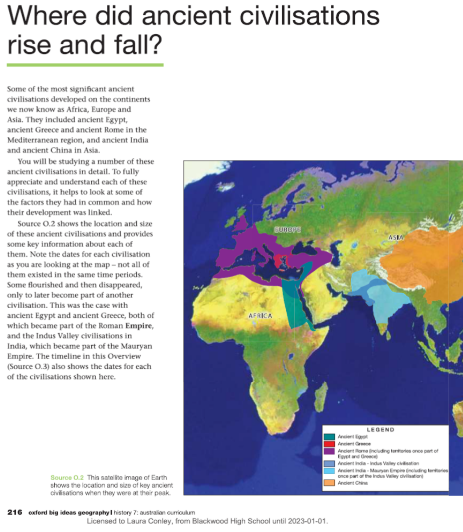 Where did ancient civilisations
rise and fall?
Some of the most significant ancient
civilisations developed on the continents
we now know as Africa, Europe and
Asia. They included ancient Egypt,
ancient Greece and ancient Rome in the
Mediterranean region, and ancient India
and ancient China in Asia.
You will be studying a number of these
ancient civilisations in detail. To fully
appreciate and understand each of these
civilisations, it helps to look at some of
the factors they had in common and how
their development was linked.
Source O.2 shows the location and size
of these ancient civilisations and provides
some key information about each of
them. Note the dates for each civilisation
as you are looking at the map – not all of
them existed in the same time periods.
Some flourished and then disappeared,
only to later become part of another
civilisation. This was the case with
ancient Egypt and ancient Greece, both of
which became part of the Roman Empire,
and the Indus Valley civilisations in
India, which became part of the Mauryan
Empire. The timeline in this Overview
(Source O.3) also shows the dates for each
of the civilisations shown here.
EUROPE
ASIA
AFRICA
LEGEND
Ancient Egypt
Ancient Greece
Ancient Rome (including territories once part of
Egypt and Greece)
Ancient India - Indus Valley civilisation
Ancient India - Mauryan Empire (including territories
once part of the Indus Valley civilisation)
Ancient China
Source O.2 This satellite image of Earth
shows the location and size of key ancient
civilisations when they were at their peak.
216 oxford big ideas geography | history 7: australian curriculum
Licensed to Laura Conley, from Blackwood High School until 2023-01-01.